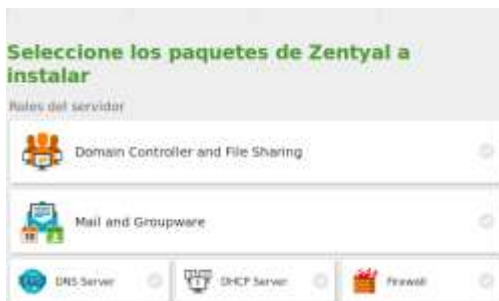 Seleccione los paquetes de Zentyal a
instalar
Roles del servidor
Domain Controller and File Sharing
Mail and Groupware
DNS Server DHCP Server Firewall